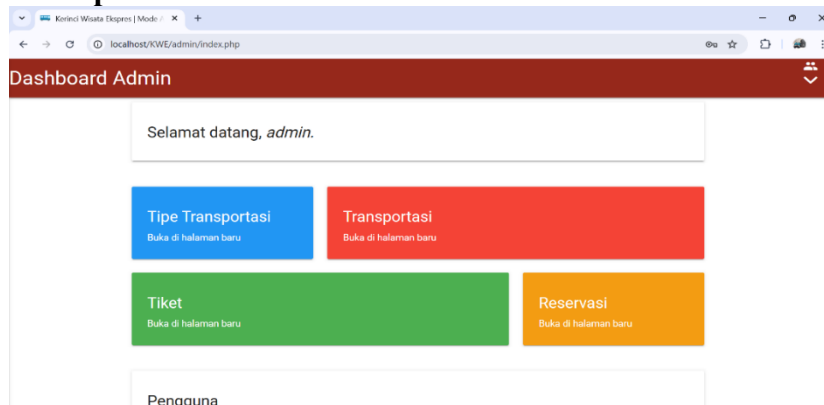 Kerinci Wisata Ekspres | Mode A
localhost/KWE/admin/index.php
Dashboard Admin
Selamat datang, admin.
Tipe Transportasi
Buka di halaman baru
Transportasi
Buka di halaman baru
Tiket
Buka di halaman baru
Reservasi
Buka di halaman baru
Pengguna